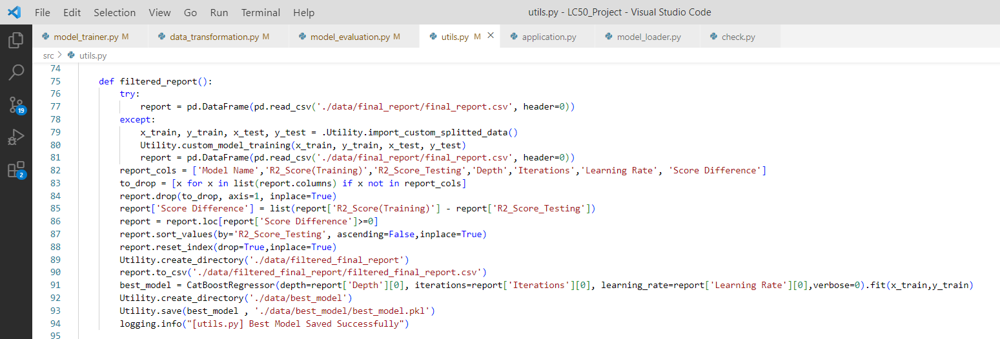 File Edit Selection View Go Run Terminal Help utils.py - LC50_Project - Visual Studio Code
model_trainer.py M data_transformation.py M model_evaluation.py M utils.py M application.py model_loader.py check.py
src > utils.py
74
75 def filtered_report():
76 try:
77 report = pd.DataFrame(pd.read_csv('./data/final_report/final_report.csv', header=0))
78 except:
79 x_train, y_train, x_test, y_test = .Utility.import_custom_splitted_data()
80 Utility.custom_model_training(x_train, y_train, x_test, y_test)
81 report = pd.DataFrame(pd.read_csv('./data/final_report/final_report.csv', header=0))
82 report_cols = ['Model Name','R2_Score(Training)','R2_Score_Testing','Depth','Iterations','Learning Rate', 'Score Difference']
83 to_drop = [x for x in list(report.columns) if x not in report_cols]
84 report.drop(to_drop, axis=1, inplace=True)
85 report['Score Difference'] = list(report['R2_Score(Training)'] - report['R2_Score_Testing'])
86 report = report.loc[report['Score Difference']>=0]
87 report.sort_values(by='R2_Score_Testing', ascending=False,inplace=True)
88 report.reset_index(drop=True,inplace=True)
89 Utility.create_directory('./data/filtered_final_report')
90 report.to_csv('./data/filtered_final_report/filtered_final_report.csv')
91 best_model = CatBoostRegressor(depth=report['Depth'][0], iterations=report['Iterations'][0], learning_rate=report['Learning Rate'][0],verbose=0).fit(x_train,y_train)
92 Utility.create_directory('./data/best_model')
93 Utility.save(best_model , './data/best_model/best_model.pkl')
94 logging.info("[utils.py] Best Model Saved Successfully")
95
19
2